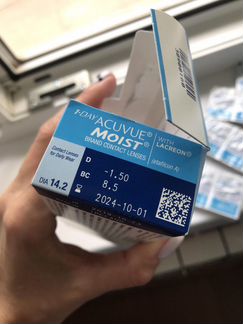 1-DAY ACUVUE®
MOIST®
BRAND CONTACT LENSES
WITH
LACREON®
(etafilcon A)
Contact Lenses
for Daily Wear
DIA 14.2
D -1.50
BC 8.5
2024-10-01